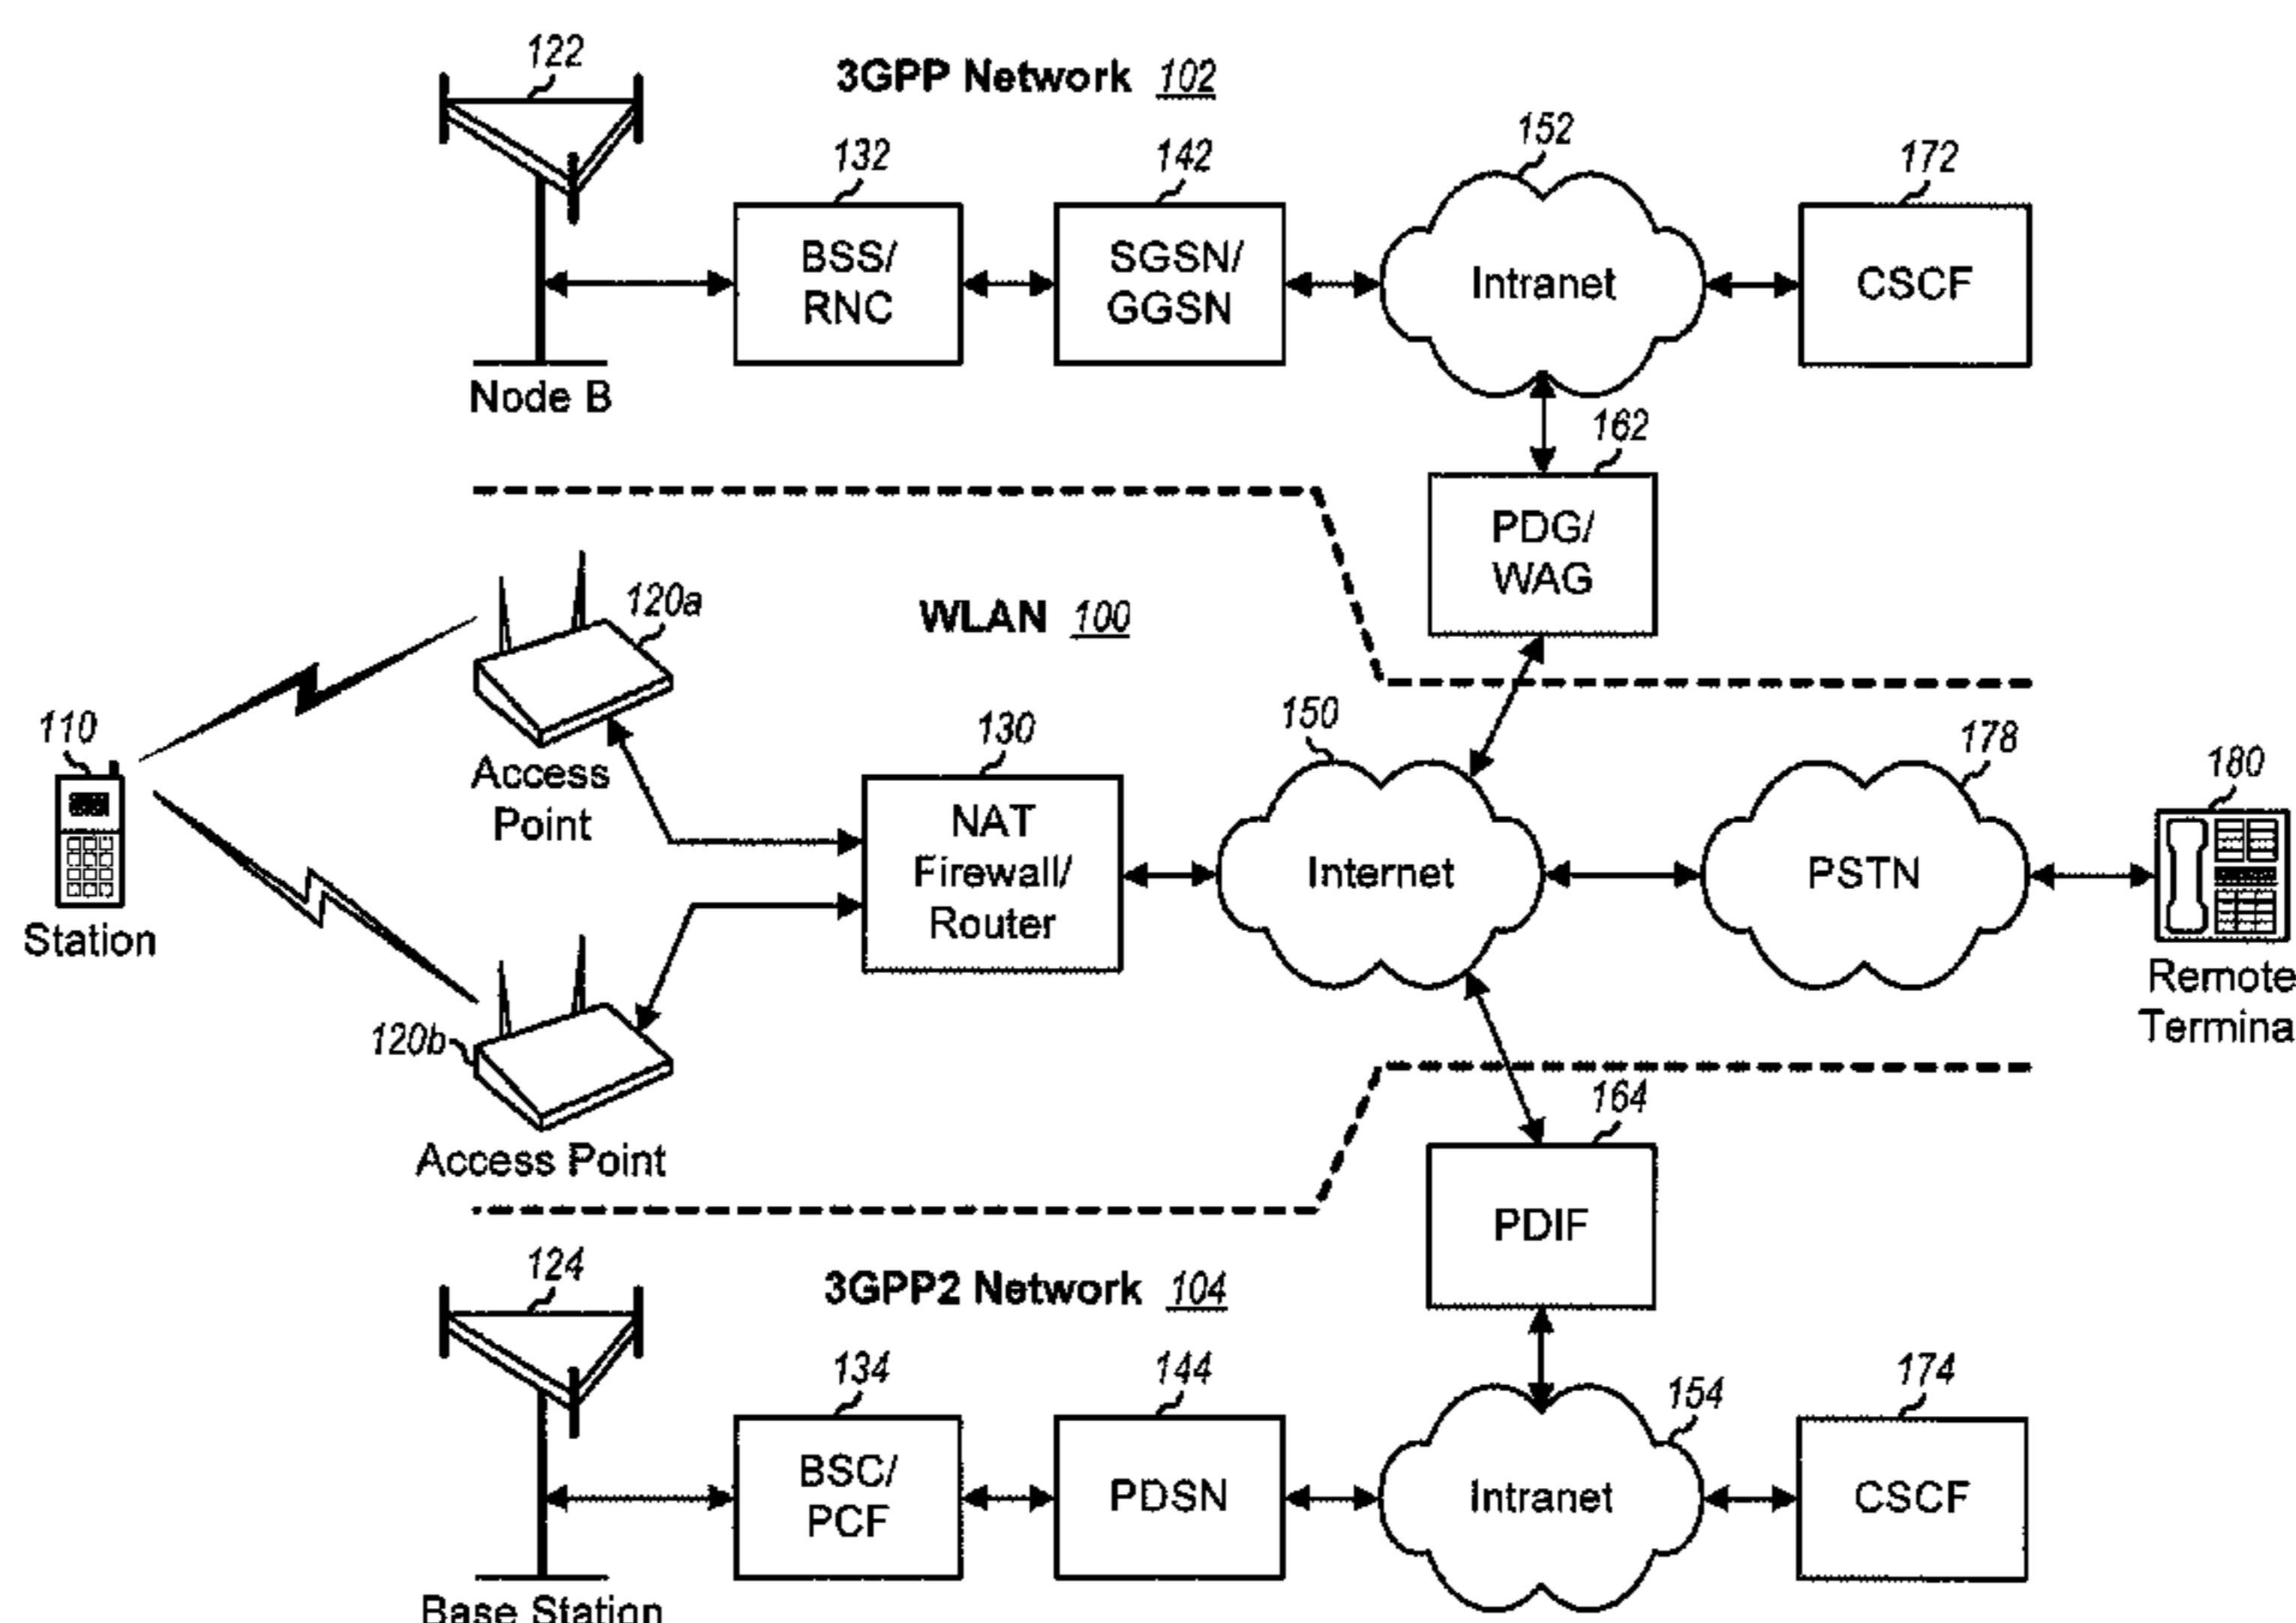 122
3GPP Network 102
152
132
142
172
BSS/
RNC
SGSN/
GGSN
Intranet
CSCF
Node B
162
PDG/
WAG
120a
WLAN 100
110
130
150
178
180
Access
Point
NAT
Firewall/
Router
Internet
PSTN
Station
Remote
Termina
120b
164
Access Point
PDIF
124
3GPP2 Network 104
134
144
154
174
BSC/
PCF
PDSN
Intranet
CSCF
Base Station